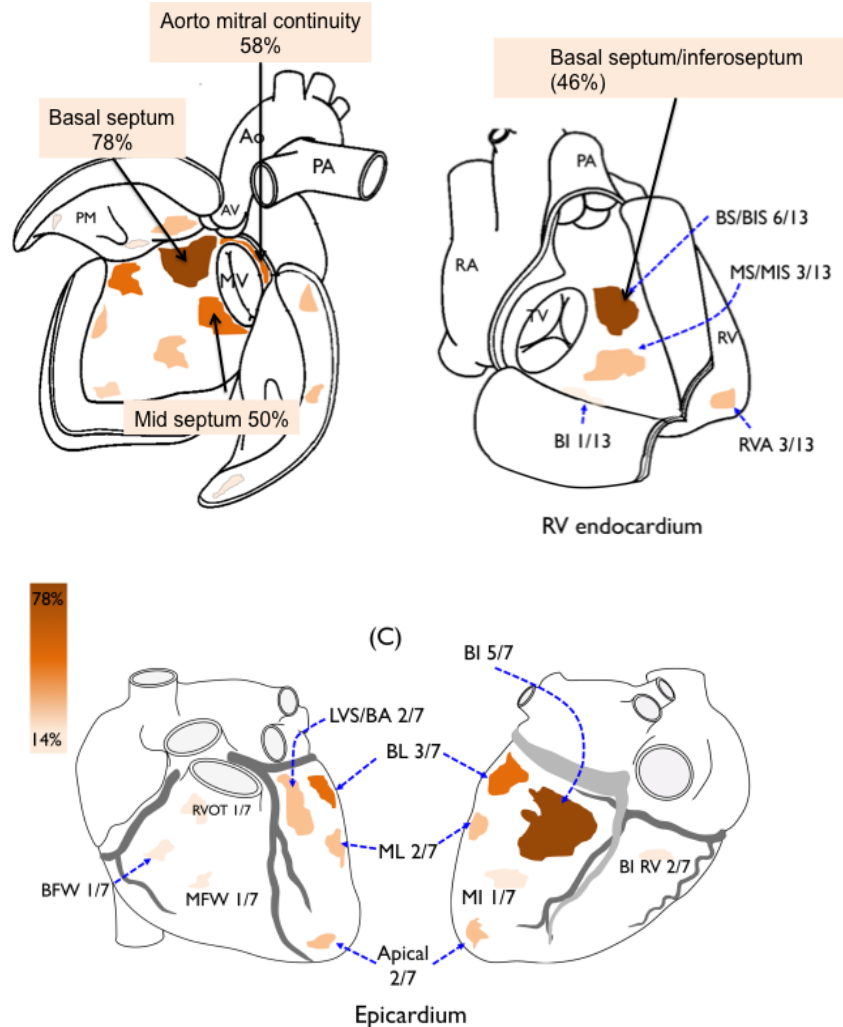 Aorto mitral continuity
58%
Basal septum/inferoseptum
(46%)
Basal septum
78%
Ao
PA
PA
PM
AV
BS/BIS 6/13
RA
MV
MS/MIS 3/13
TV
RV
Mid septum 50%
BI 1/13
RVA 3/13
RV endocardium
78%
(C)
BI 5/7
LVS/BA 2/7
14%
BL 3/7
RVOT 1/7
ML 2/7
BI RV 2/7
BFW 1/7
MFW 1/7
MI 1/7
Apical
2/7
Epicardium